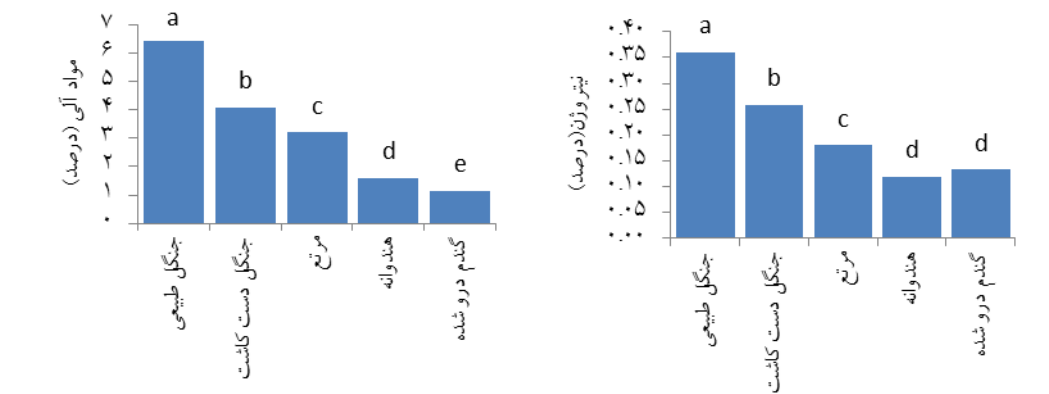 مواد آلی (درصد)
۷
۶
۵
۴
۳
۲
۱
۰
a
b
c
d
e
جنگل طبیعی
جنگل دست کاشت
مرتع
هندوانه
گندم درو شده
نیتروژن(درصد)
۰.۴۰
۰.۳۵
۰.۳۰
۰.۲۵
۰.۲۰
۰.۱۵
۰.۱۰
۰.۰۵
۰.۰۰
a
b
c
d
d
جنگل طبیعی
جنگل دست کاشت
مرتع
هندوانه
گندم درو شده